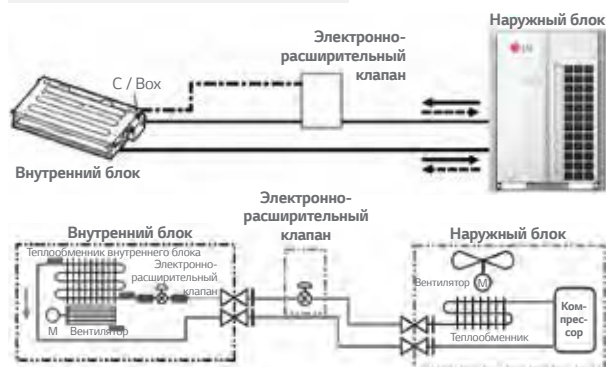 Наружный блок
Электронно-
расширительный
клапан
LG
C / Box
Внутренний блок
Электронно-
расширительный
клапан
Внутренний блок
Наружный блок
Теплообменник внутреннего блока
Электронно-
расширительный
клапан
Вентилятор
M
M
Вентилятор
Теплообменник
Ком-
прес-
сор